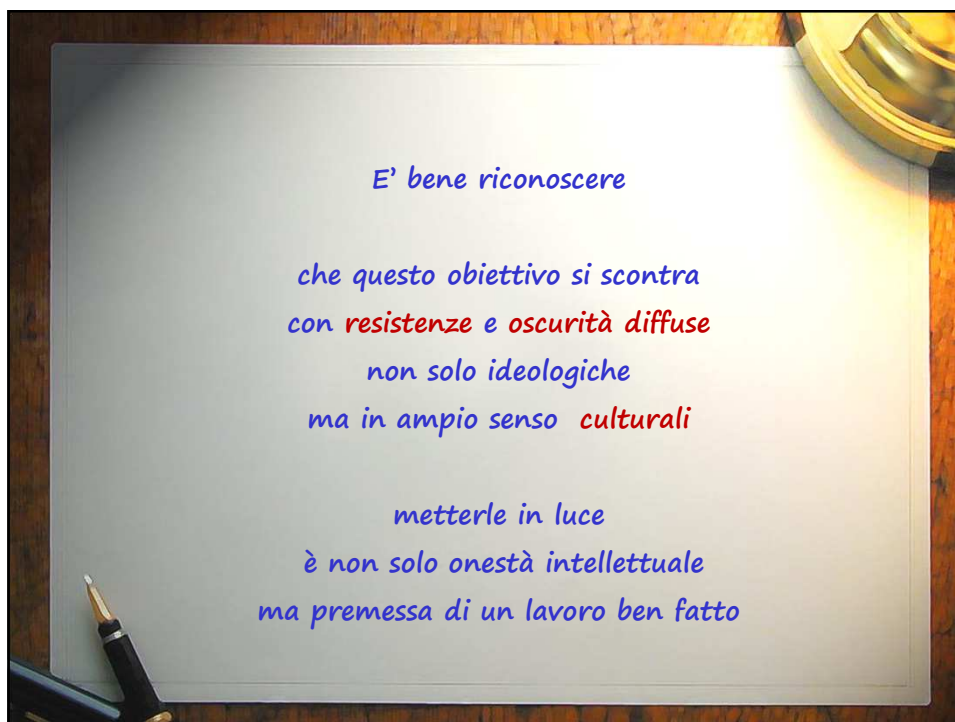 E' bene riconoscere
che questo obiettivo si scontra
con resistenze e oscurità diffuse
non solo ideologiche
ma in ampio senso culturali
metterle in luce
è non solo onestà intellettuale
ma premessa di un lavoro ben fatto